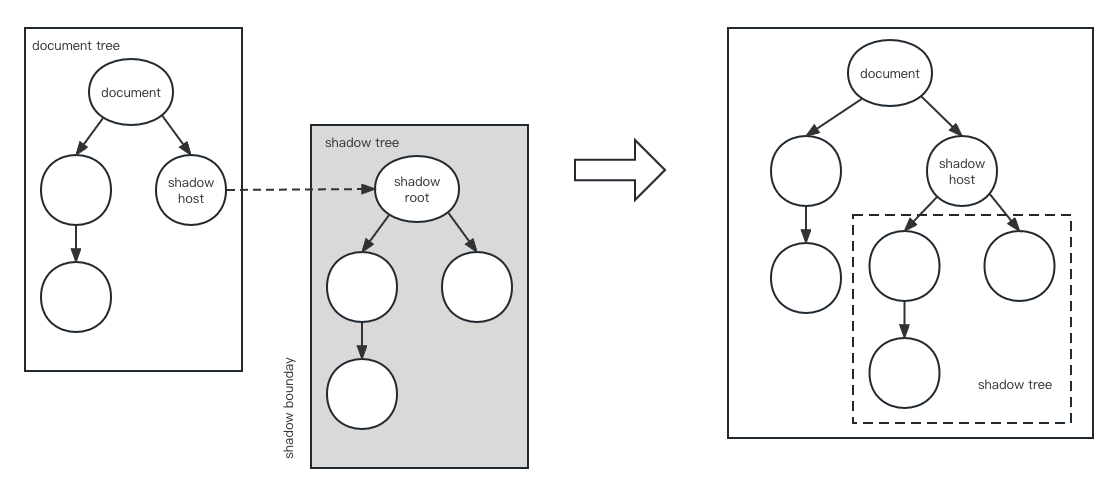 document tree
document
shadow
host
shadow tree
shadow
root
shadow bounday
document
shadow
host
shadow tree